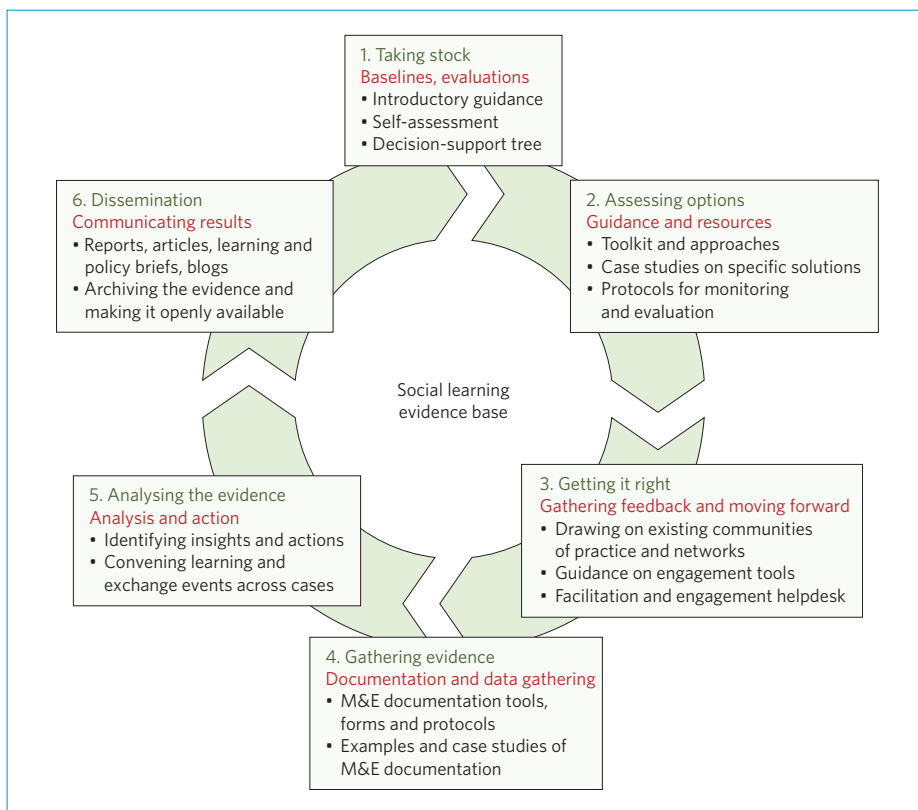 1. Taking stock
Baselines, evaluations
• Introductory guidance
• Self-assessment
• Decision-support tree
2. Assessing options
Guidance and resources
• Toolkit and approaches
• Case studies on specific solutions
• Protocols for monitoring
and evaluation
3. Getting it right
Gathering feedback and moving forward
• Drawing on existing communities
of practice and networks
• Guidance on engagement tools
• Facilitation and engagement helpdesk
4. Gathering evidence
Documentation and data gathering
• M&E documentation tools,
forms and protocols
• Examples and case studies of
M&E documentation
5. Analysing the evidence
Analysis and action
• Identifying insights and actions
• Convening learning and
exchange events across cases
6. Dissemination
Communicating results
• Reports, articles, learning and
policy briefs, blogs
• Archiving the evidence and
making it openly available
Social learning
evidence base